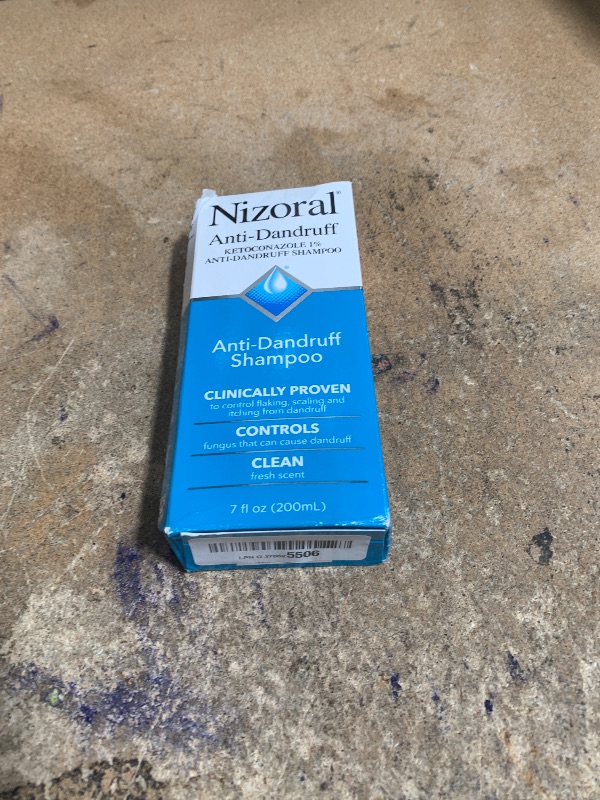 Nizoral®
Anti-Dandruff
KETOCONAZOLE 1%
ANTI-DANDRUFF SHAMPOO
Anti-Dandruff
Shampoo
CLINICALLY PROVEN
to control flaking, scaling and
itching from dandruff
CONTROLS
fungus that can cause dandruff
CLEAN
fresh scent
7 fl oz (200mL)
5506